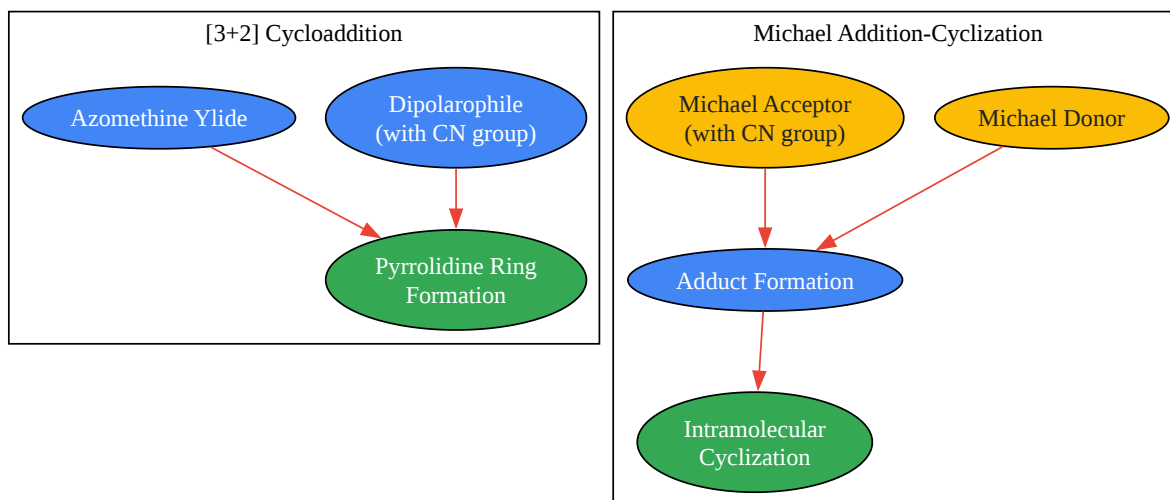 [3+2] Cycloaddition
Azomethine Ylide
Dipolarophile
(with CN group)
Pyrrolidine Ring
Formation
Michael Addition-Cyclization
Michael Acceptor
(with CN group)
Michael Donor
Adduct Formation
Intramolecular
Cyclization